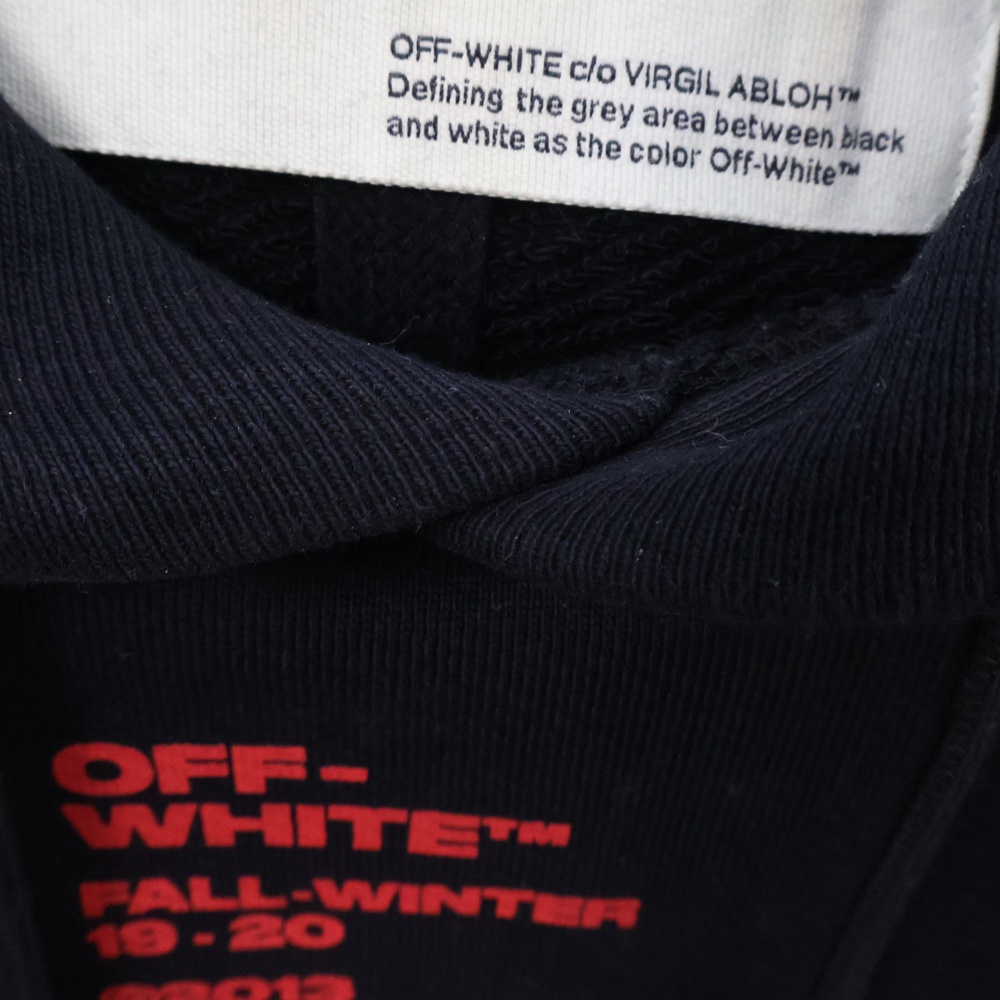 OFF-WHITE c/o VIRGIL ABLOH™
Defining the grey area between black
and white as the color Off-White™
OFF-
WHITE™
FALL-WINTER
19 - 20